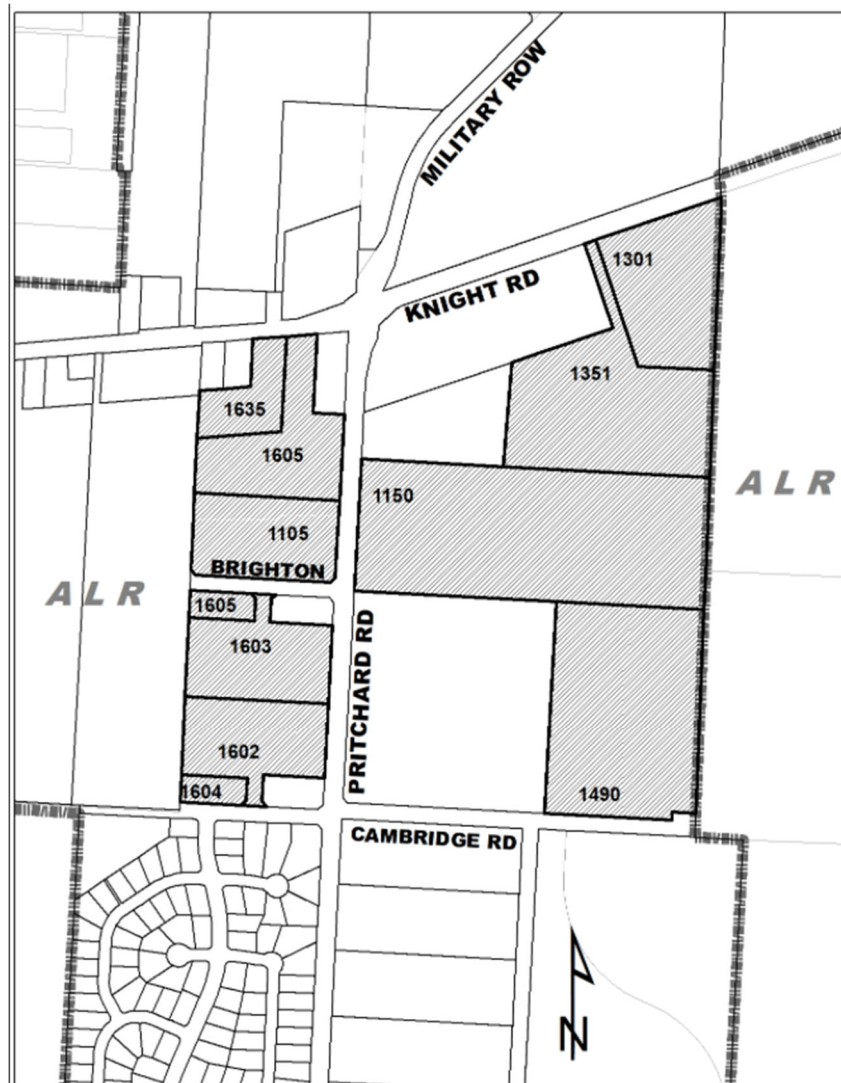 MILITARY ROW
1301
KNIGHT RD
1351
1635
1605
1150
ALR
1105
BRIGHTON
ALR
1605
1603
PRITCHARD RD
1602
1604
1490
CAMBRIDGE RD
N